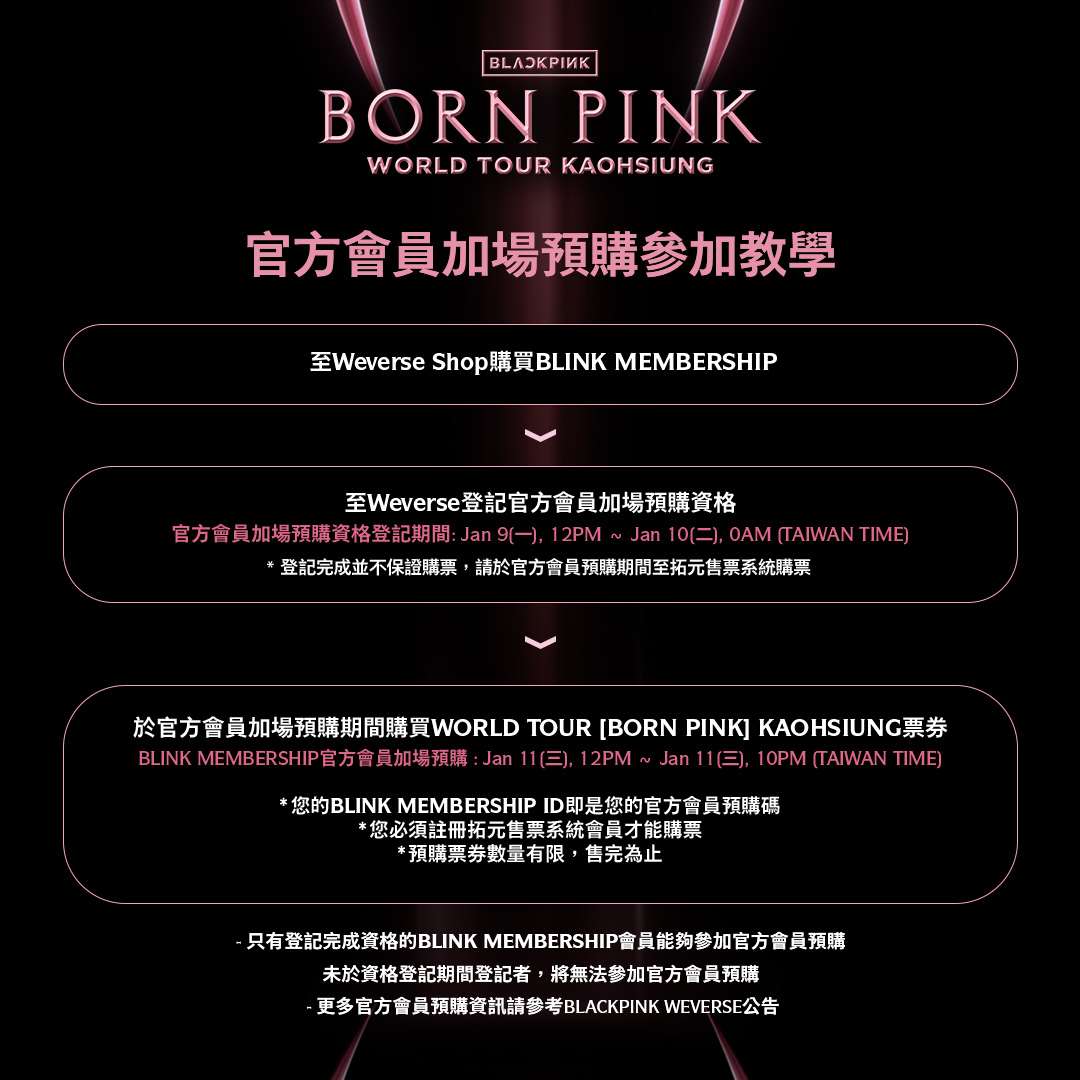 BLACKPINK
BORN PINK
WORLD TOUR KAOHSIUNG
官方會員加場預購參加教學
至Weverse Shop購買BLINK MEMBERSHIP
至Weverse登記官方會員加場預購資格
官方會員加場預購資格登記期間: Jan 9(一), 12PM ~ Jan 10(二), 0AM (TAIWAN TIME)
* 登記完成並不保證購票，請於官方會員預購期間至拓元售票系統購票
於官方會員加場預購期間購買WORLD TOUR [BORN PINK] KAOHSIUNG票券
BLINK MEMBERSHIP官方會員加場預購 : Jan 11(三), 12PM ~ Jan 11(三), 10PM (TAIWAN TIME)
*您的BLINK MEMBERSHIP ID即是您的官方會員預購碼
*您必須註冊拓元售票系統會員才能購票
*預購票券數量有限，售完為止
- 只有登記完成資格的BLINK MEMBERSHIP會員能夠參加官方會員預購
未於資格登記期間登記者，將無法參加官方會員預購
- 更多官方會員預購資訊請參考BLACKPINK WEVERSE公告